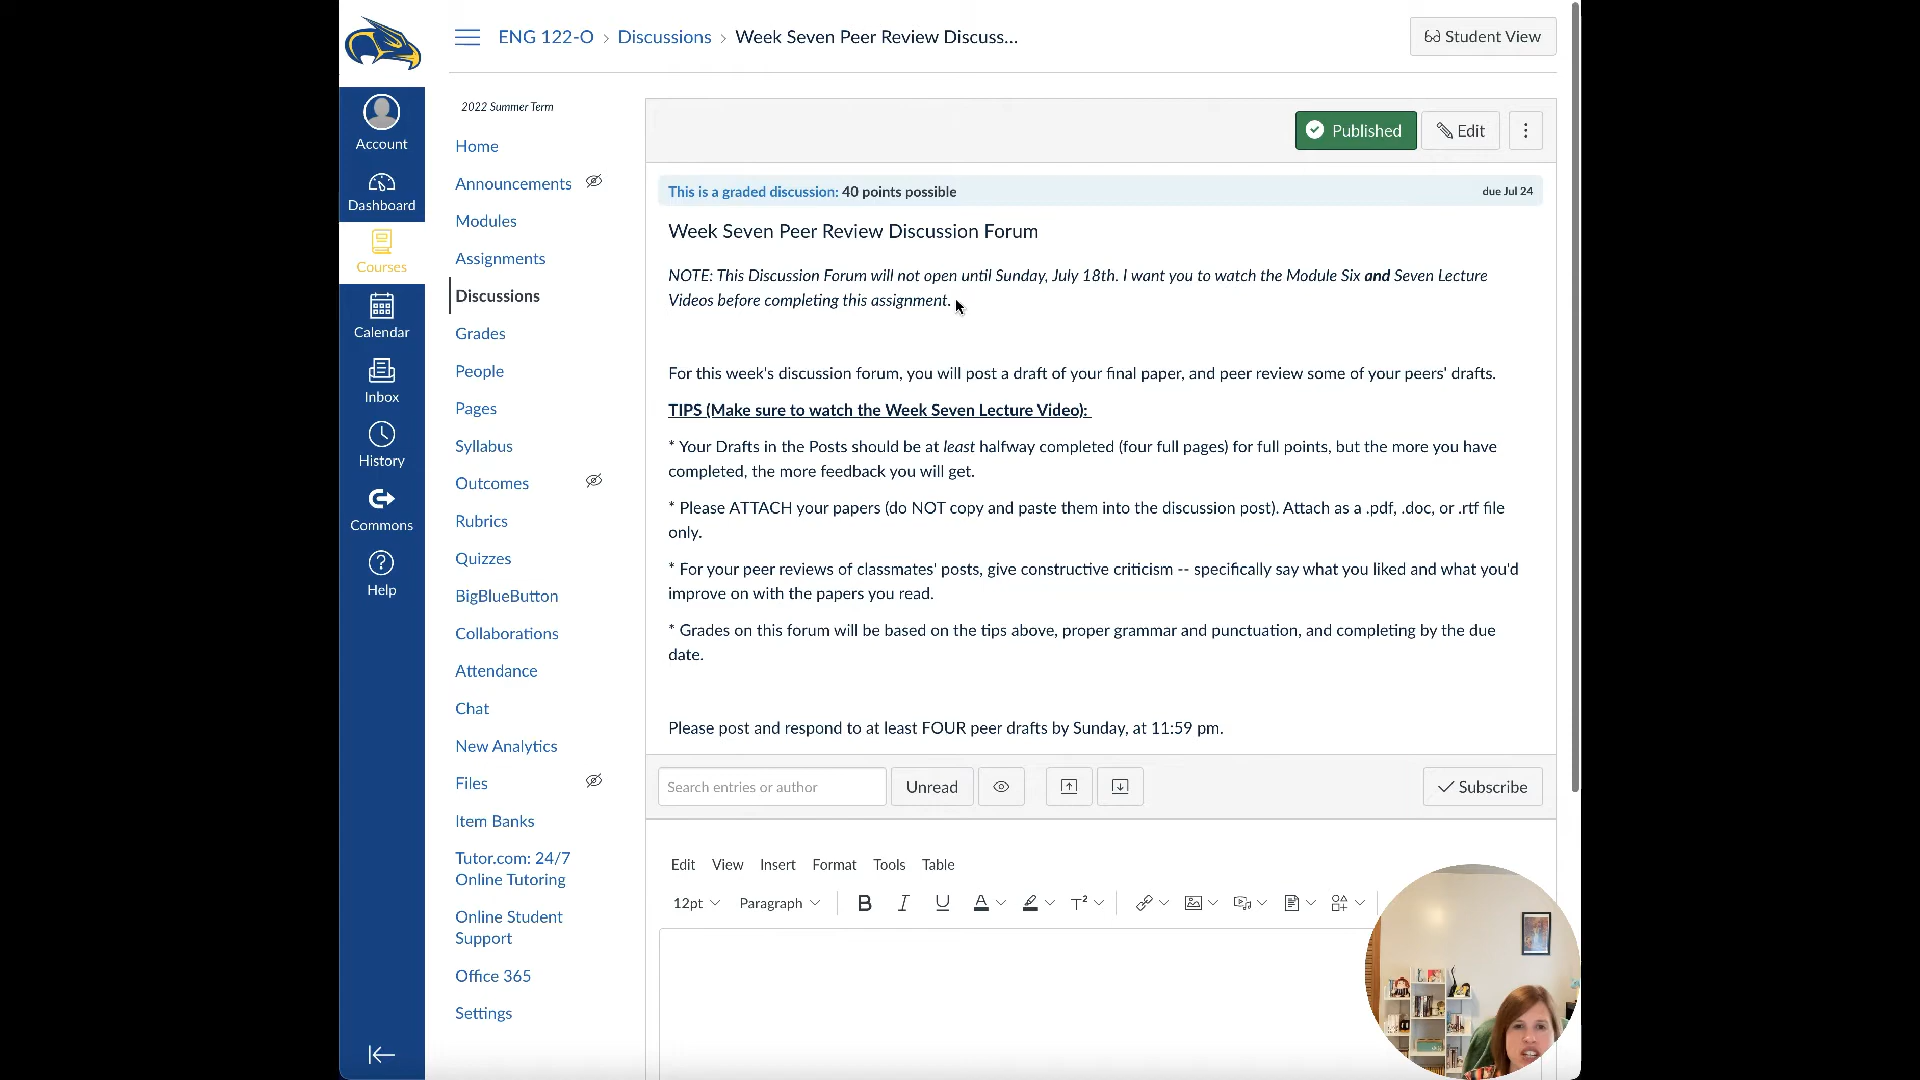 ENG 122-O › Discussions › Week Seven Peer Review Discuss...
Student View
Account
Dashboard
Courses
Calendar
Inbox
History
Commons
Help
2022 Summer Term
Home
Announcements
Modules
Assignments
Discussions
Grades
People
Pages
Syllabus
Outcomes
Rubrics
Quizzes
BigBlueButton
Collaborations
Attendance
Chat
New Analytics
Files
Item Banks
Tutor.com: 24/7
Online Tutoring
Online Student
Support
Office 365
Settings
Published
Edit
This is a graded discussion: 40 points possible
due Jul 24
Week Seven Peer Review Discussion Forum
NOTE: This Discussion Forum will not open until Sunday, July 18th. I want you to watch the Module Six and Seven Lecture
Videos before completing this assignment.
For this week's discussion forum, you will post a draft of your final paper, and peer review some of your peers' drafts.
TIPS (Make sure to watch the Week Seven Lecture Video):
* Your Drafts in the Posts should be at least halfway completed (four full pages) for full points, but the more you have
completed, the more feedback you will get.
* Please ATTACH your papers (do NOT copy and paste them into the discussion post). Attach as a .pdf, .doc, or .rtf file
only.
* For your peer reviews of classmates' posts, give constructive criticism -- specifically say what you liked and what you'd
improve on with the papers you read.
* Grades on this forum will be based on the tips above, proper grammar and punctuation, and completing by the due
date.
Please post and respond to at least FOUR peer drafts by Sunday, at 11:59 pm.
Search entries or author
Unread
Subscribe
Edit View Insert Format Tools Table
12pt Paragraph B I U A T²